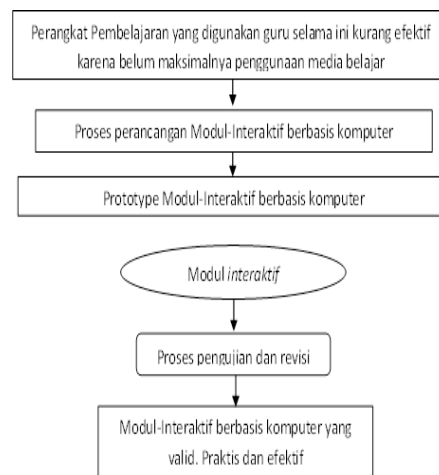 Perangkat Pembelajaran yang digunakan guru selama ini kurang efektif
karena belum maksimalnya penggunaan media belajar
Proses perancangan Modul-Interaktif berbasis komputer
Prototype Modul-Interaktif berbasis komputer
Modul interaktif
Proses pengujian dan revisi
Modul-Interaktif berbasis komputer yang
valid. Praktis dan efektif